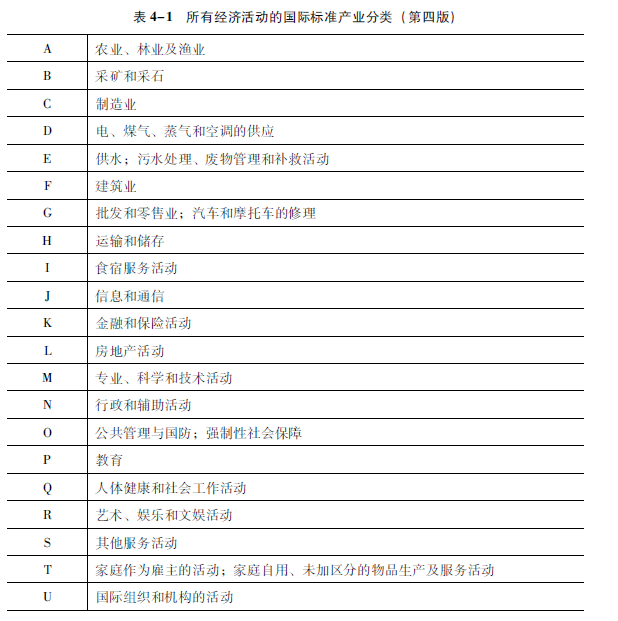 表 4-1 所有经济活动的国际标准产业分类（第四版）
A 农业、林业及渔业
B 采矿和采石
C 制造业
D 电、煤气、蒸气和空调的供应
E 供水；污水处理、废物管理和补救活动
F 建筑业
G 批发和零售业；汽车和摩托车的修理
H 运输和储存
I 食宿服务活动
J 信息和通信
K 金融和保险活动
L 房地产活动
M 专业、科学和技术活动
N 行政和辅助活动
O 公共管理与国防；强制性社会保障
P 教育
Q 人体健康和社会工作活动
R 艺术、娱乐和文娱活动
S 其他服务活动
T 家庭作为雇主的活动；家庭自用、未加区分的物品生产及服务活动
U 国际组织和机构的活动